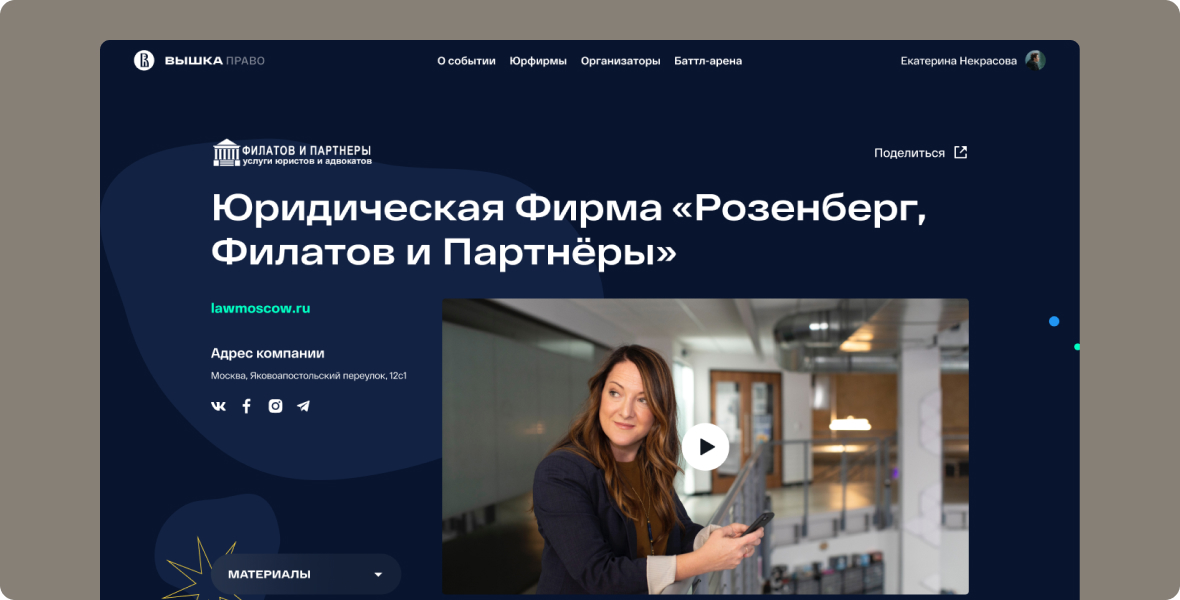 ВЫШКА ПРАВО
О событии Юрфирмы Организаторы Баттл-арена
Екатерина Некрасова
ФИЛАТОВ И ПАРТНЕРЫ
услуги юристов и адвокатов
Поделиться
Юридическая Фирма «Розенберг,
Филатов и Партнёры»
lawmoscow.ru
Адрес компании
Москва, Яковоапостольский переулок, 12с1
МАТЕРИАЛЫ